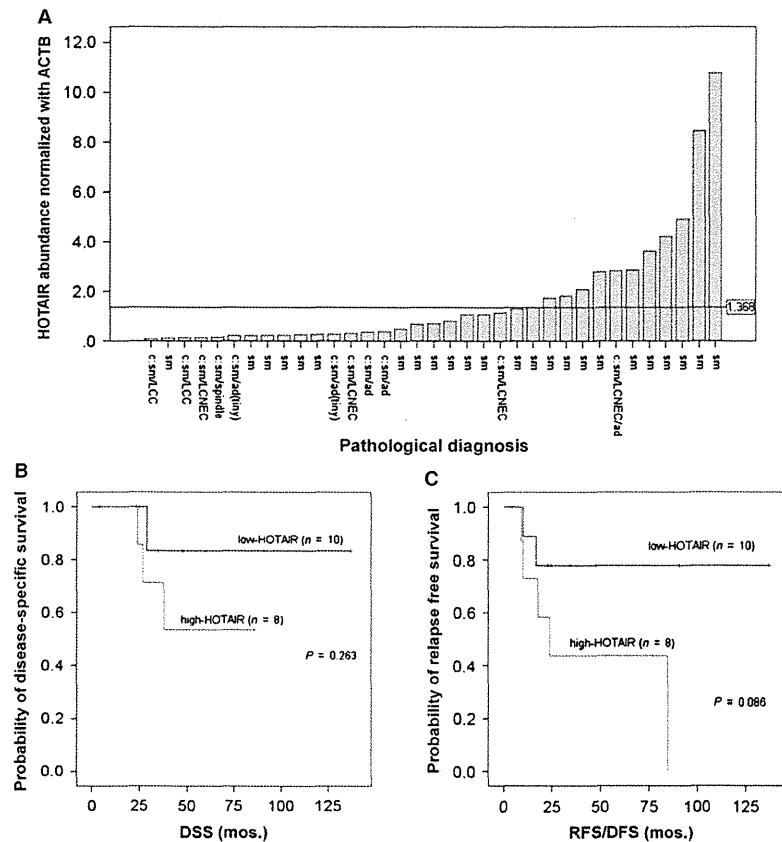 A
HOTAIR abundance normalized with ACTB
12.0
10.0
8.0
6.0
4.0
2.0
.0
1.368
c:sm/LCC
sm
c:sm/LCC
c:sm/LCNEC
c:sm/spindle
c:sm/ad(tiny)
sm
sm
sm
sm
sm
c:sm/ad(tiny)
c:sm/LCNEC
c:sm/ad
c:sm/ad
sm
sm
sm
sm
sm
sm
c:sm/LCNEC
sm
sm
sm
sm
sm
sm
c:sm/LCNEC/ad
sm
sm
sm
sm
sm
sm
Pathological diagnosis
B
Probability of disease-specific survival
1.0
0.8
0.6
0.4
0.2
0.0
low-HOTAIR (n = 10)
high-HOTAIR (n = 8)
P = 0.263
0 25 50 75 100 125
DSS (mos.)
C
Probability of relapse free survival
1.0
0.8
0.6
0.4
0.2
0.0
low-HOTAIR (n = 10)
high-HOTAIR (n = 8)
P = 0.086
0 25 50 75 100 125
RFS/DFS (mos.)